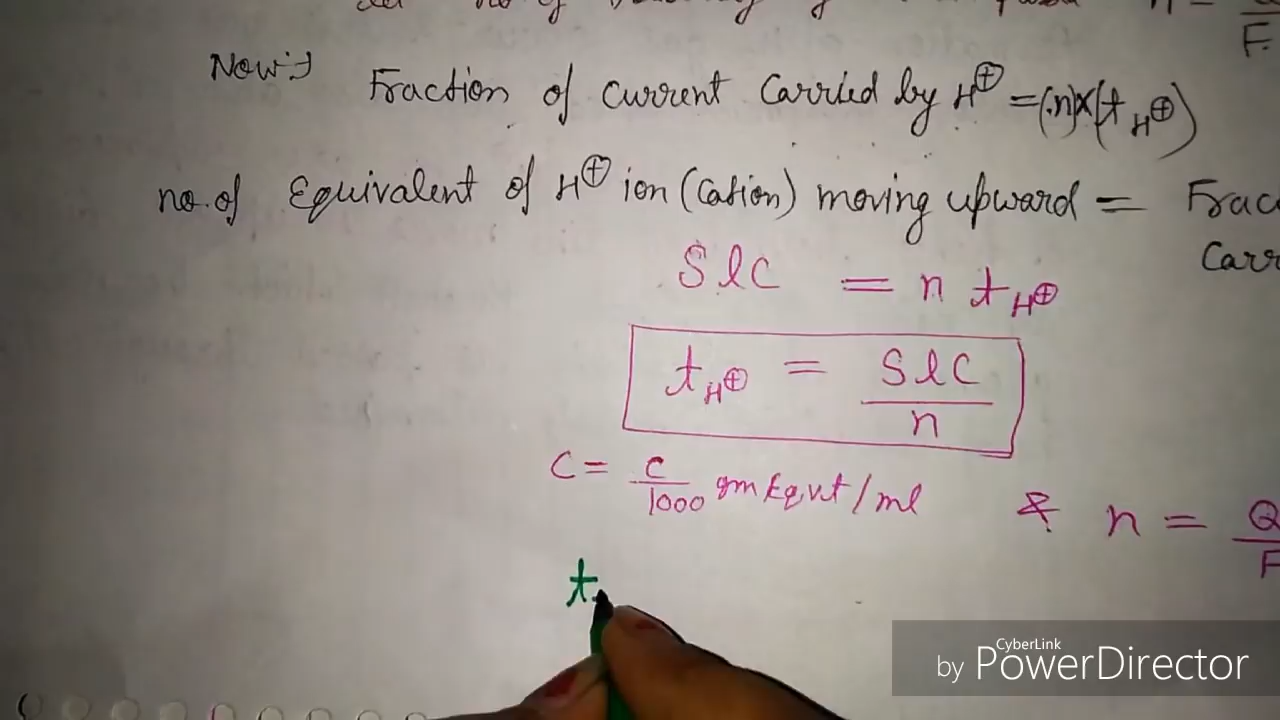 F.
Now:→ Fraction of current carried by H⊕ = (n)×(t H⊕)
no. of Equivalent of H⊕ ion (cation) moving upward = Frac
Carr
SlC = n t H⊕
t H⊕ = SlC / n
C = C / 1000 gm Eqvt / ml & n = Q / F
t
CyberLink
by PowerDirector